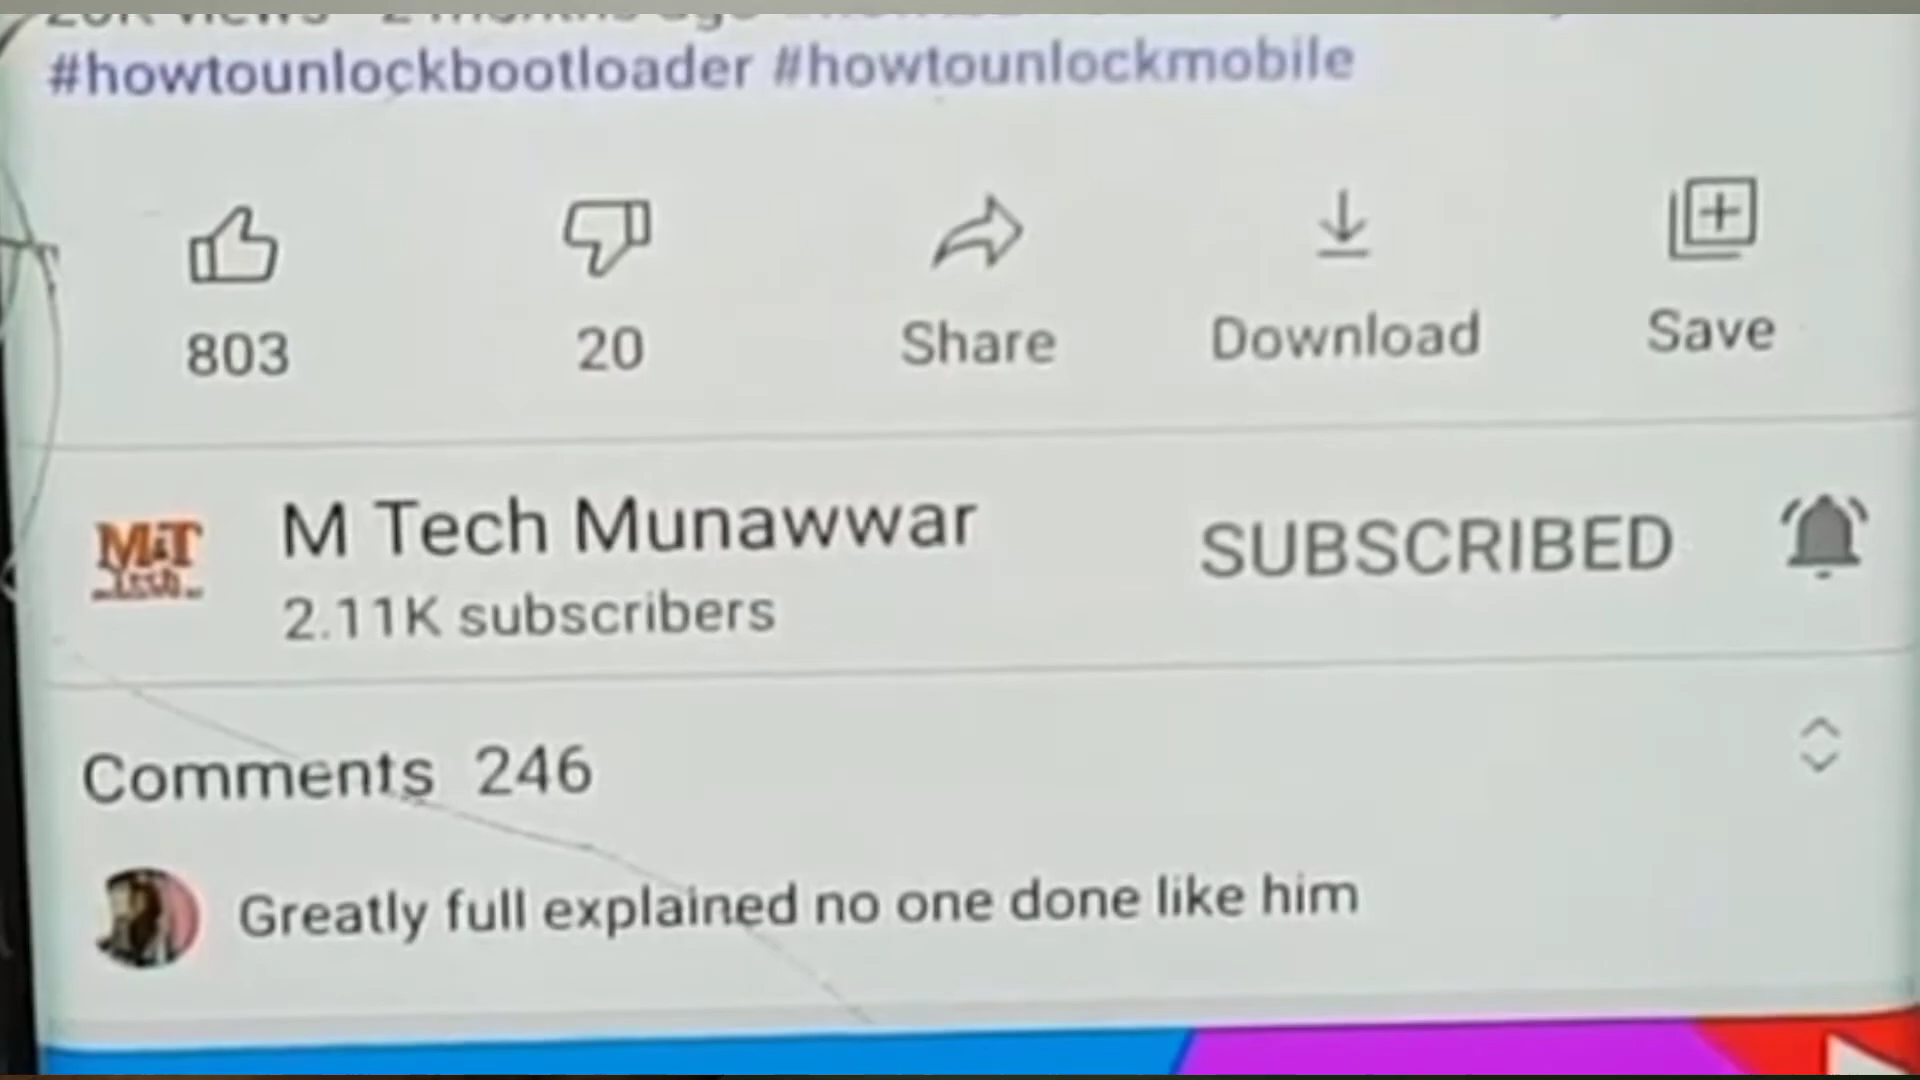 #howtounlockbootloader #howtounlockmobile
803
20
Share
Download
Save
M Tech Munawwar
SUBSCRIBED
2.11K subscribers
Comments 246
Greatly full explained no one done like him